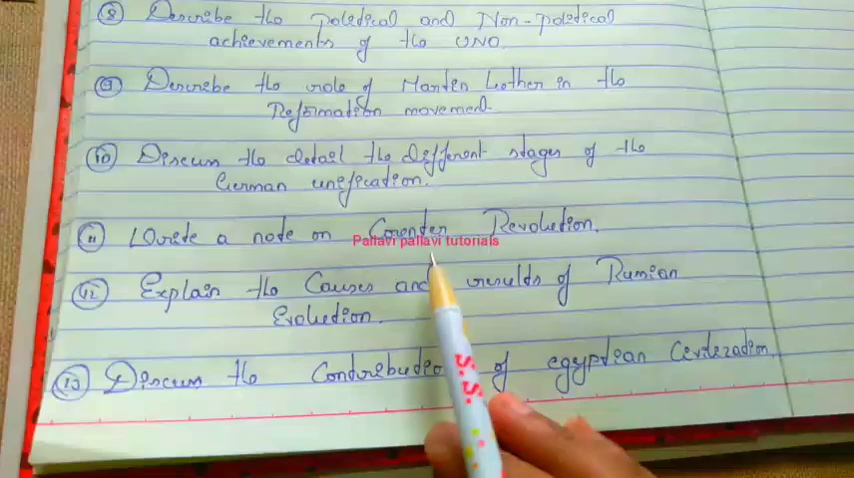 ⑧ Describe the political and Non-political
achievements of the UNO.
⑨ Describe the role of Marten Luther in the
Reformation movement.
⑩ Discuss the detail the different stages of the
German unification.
⑪ Write a note on Revolution.
Pallavi pallavi tutorials
⑫ Explain the Causes and results of Russian
Evolution.
⑬ Discuss the Contribution of egyptian Civilization.
S.S.